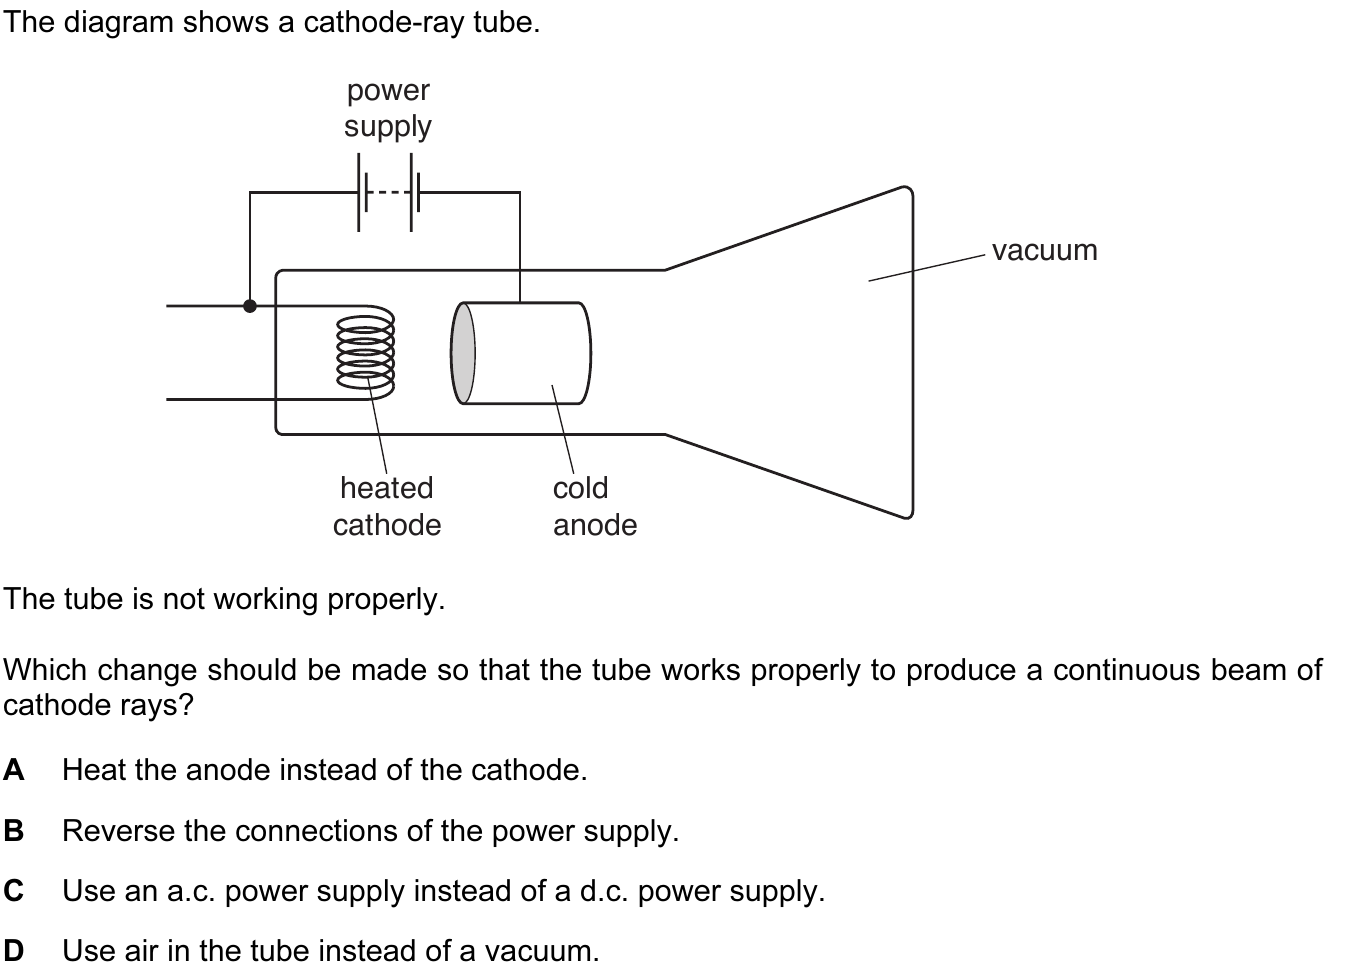 The diagram shows a cathode-ray tube.
power
supply
vacuum
heated
cathode
cold
anode
The tube is not working properly.
Which change should be made so that the tube works properly to produce a continuous beam of
cathode rays?
A Heat the anode instead of the cathode.
B Reverse the connections of the power supply.
C Use an a.c. power supply instead of a d.c. power supply.
D Use air in the tube instead of a vacuum.